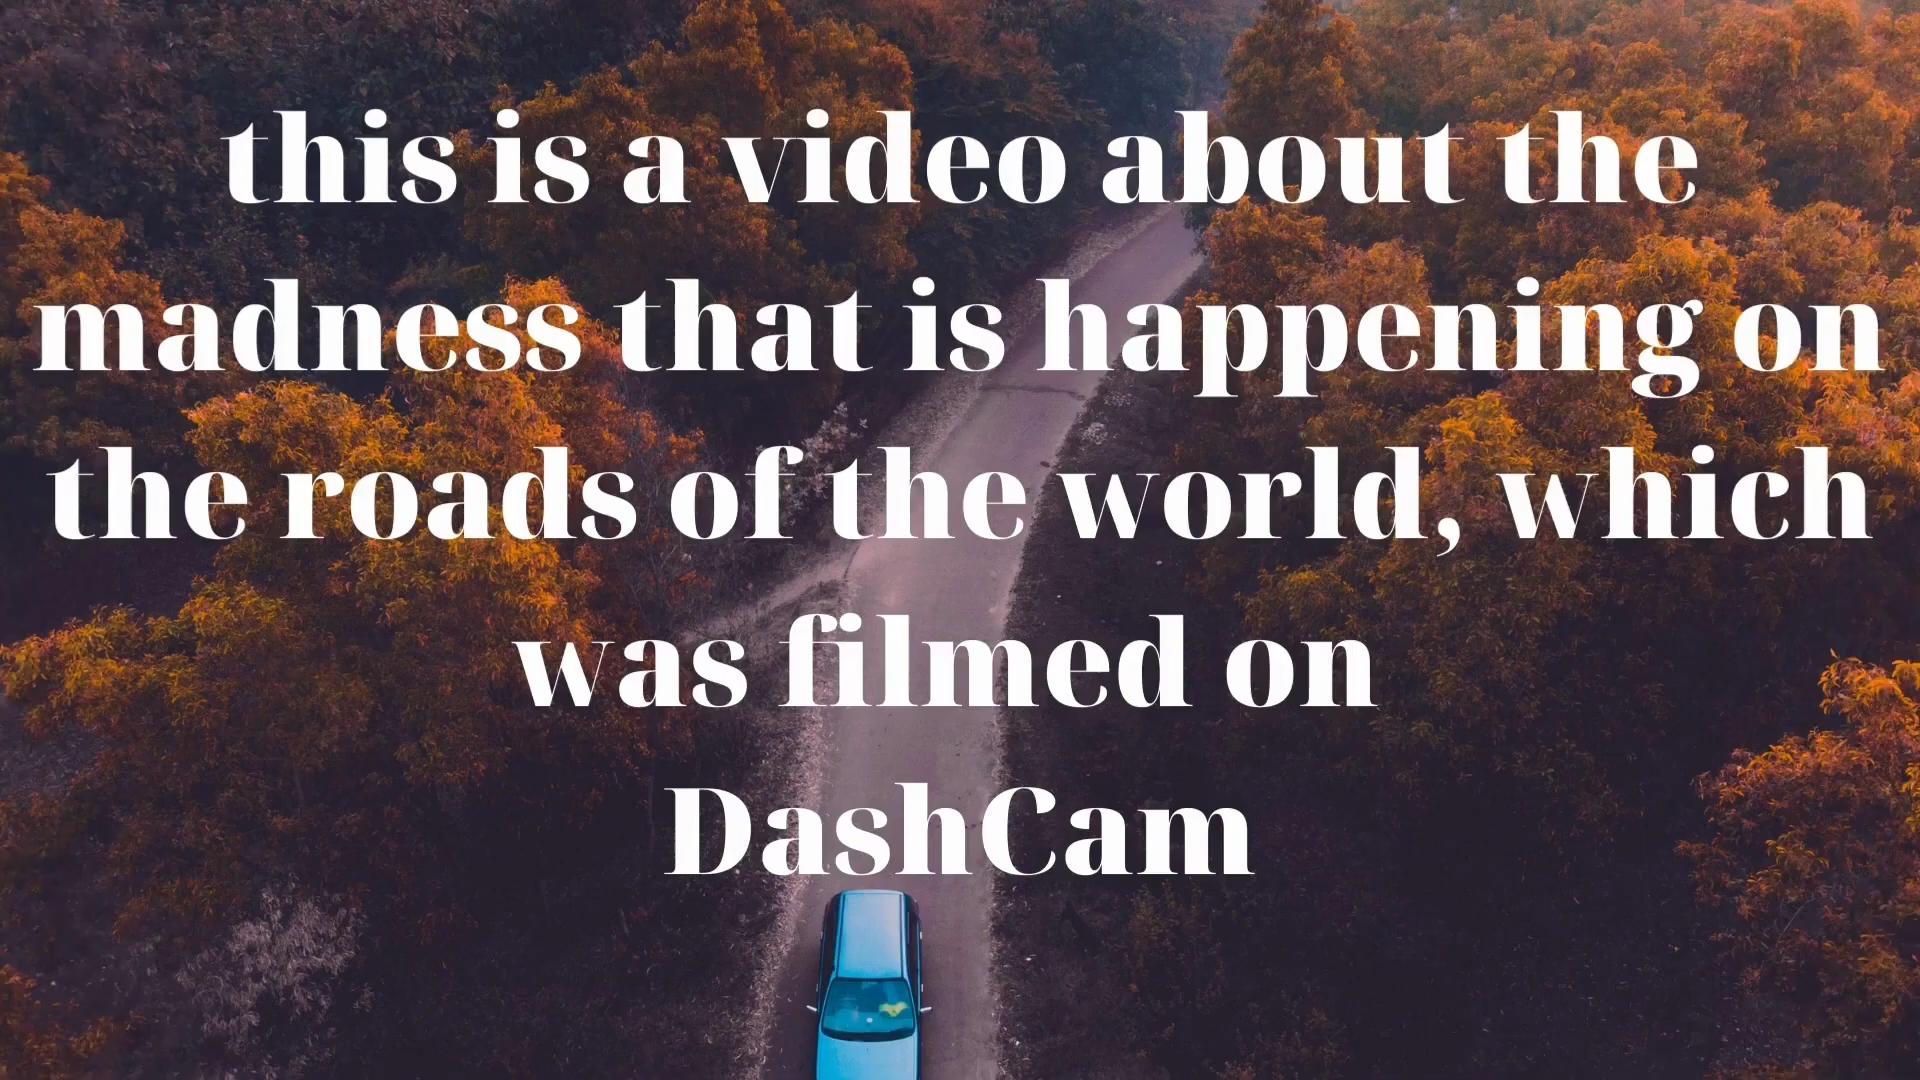 this is a video about the
madness that is happening on
the roads of the world, which
was filmed on
DashCam